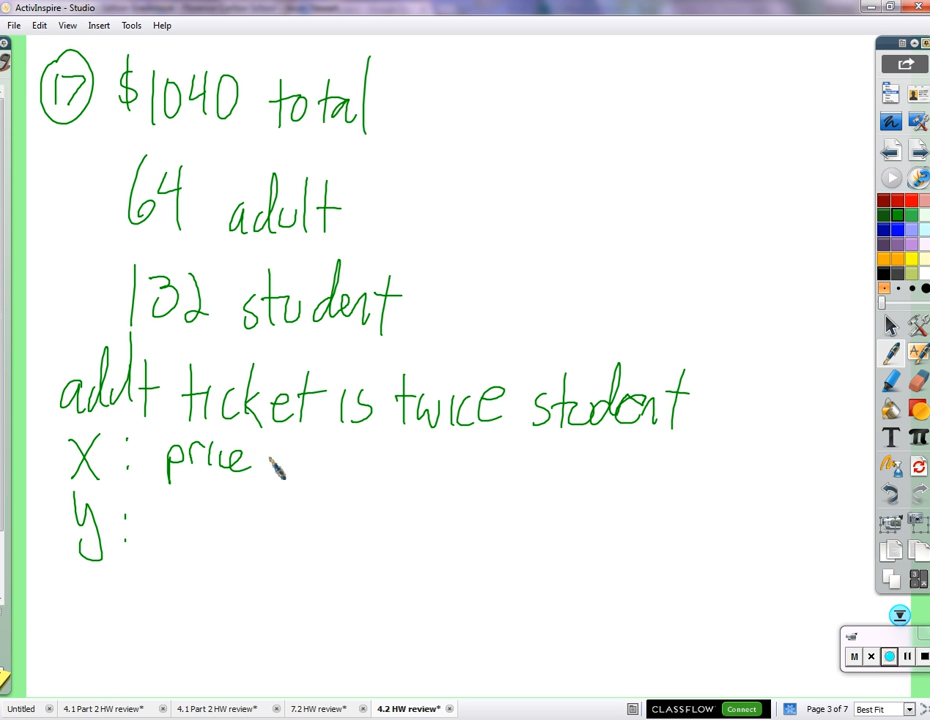 ActivInspire - Studio
File Edit View Insert Tools Help
17 $1040 total
64 adult
132 student
adult ticket is twice student
x: price
y:
M
Untitled 4.1 Part 2 HW review* 4.1 Part 2 HW review* 7.2 HW review* 4.2 HW review* CLASSFLOW Connect Page 3 of 7 Best Fit